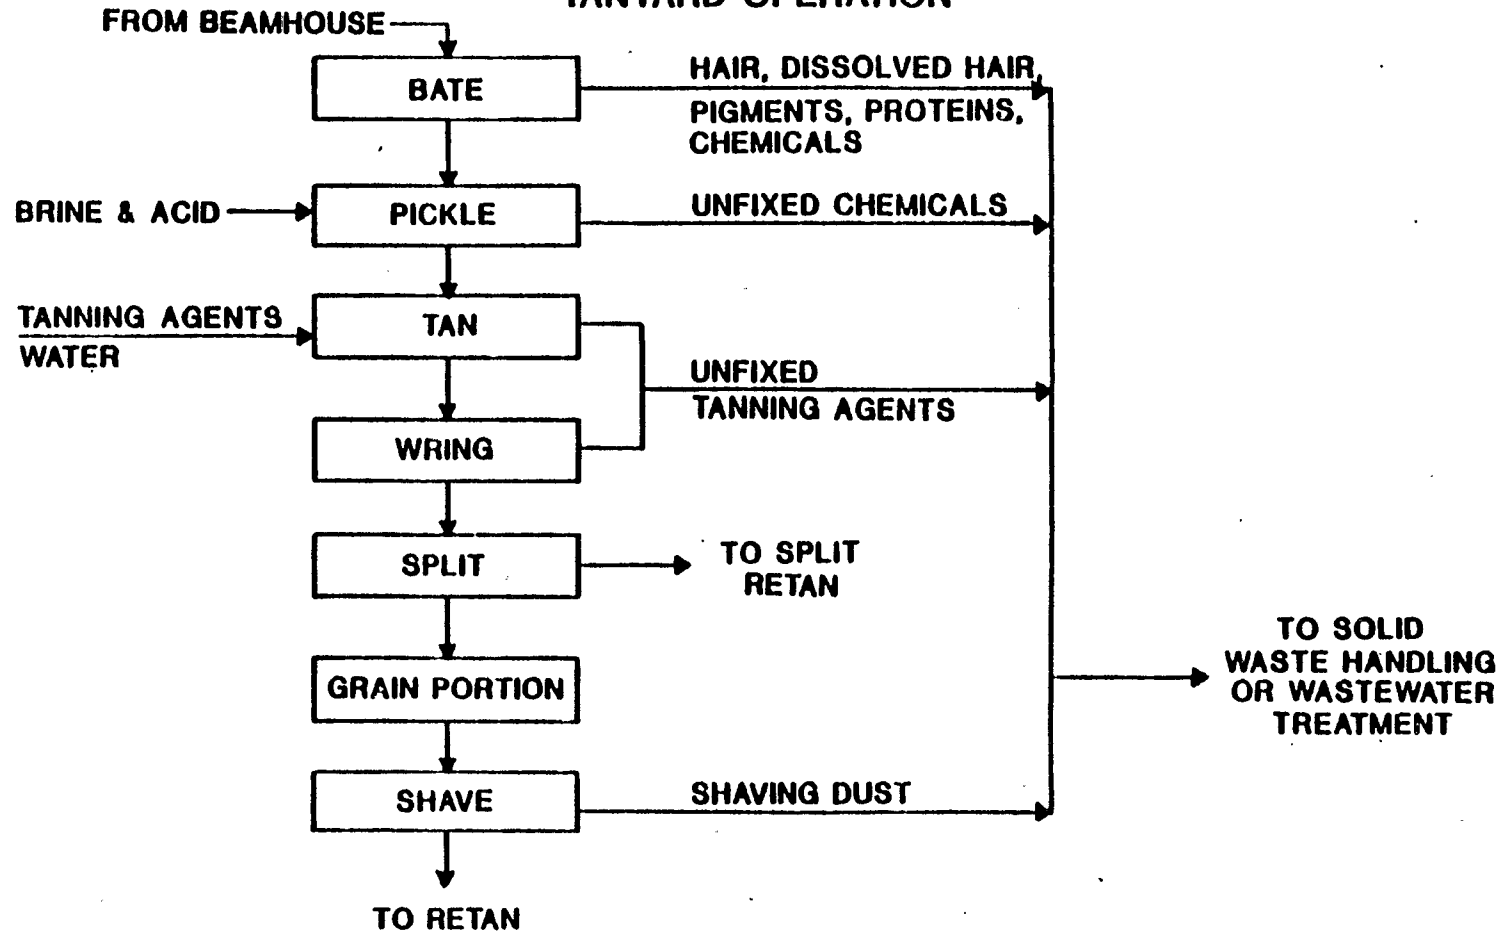 TANYARD OPERATION
FROM BEAMHOUSE
BATE
HAIR, DISSOLVED HAIR,
PIGMENTS, PROTEINS,
CHEMICALS
BRINE & ACID
PICKLE
UNFIXED CHEMICALS
TANNING AGENTS
WATER
TAN
UNFIXED
TANNING AGENTS
WRING
SPLIT
TO SPLIT
RETAN
GRAIN PORTION
TO SOLID
WASTE HANDLING
OR WASTEWATER
TREATMENT
SHAVE
SHAVING DUST
TO RETAN